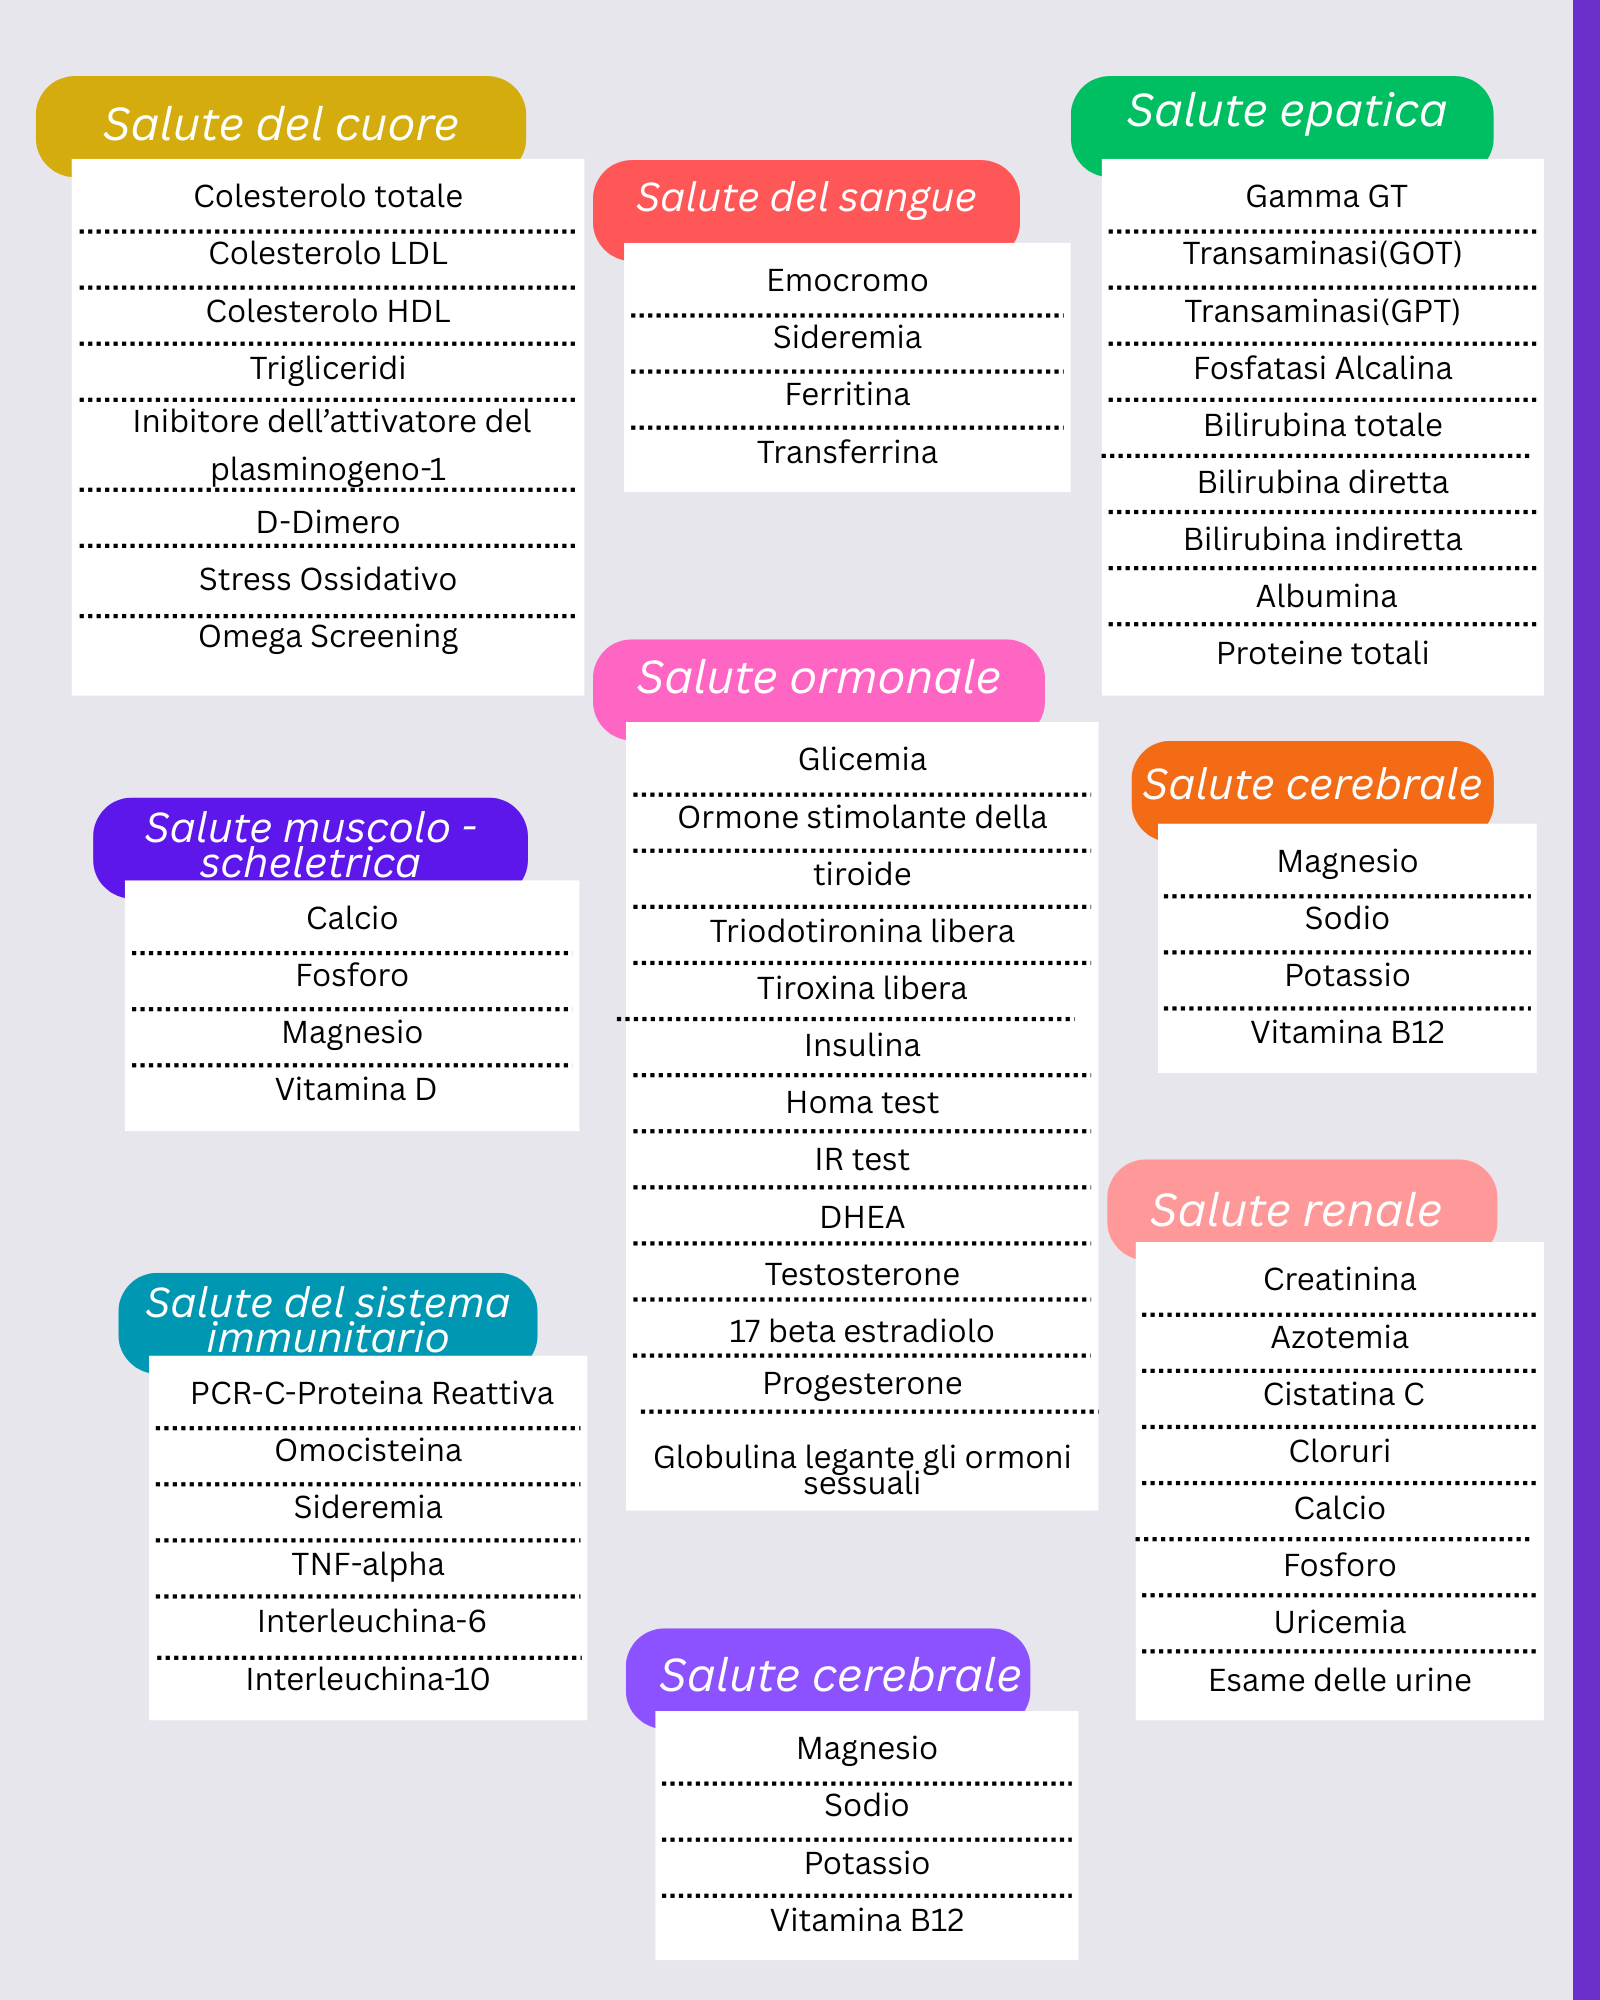 Salute del cuore
Colesterolo totale
Colesterolo LDL
Colesterolo HDL
Trigliceridi
Inibitore dell’attivatore del
plasminogeno-1
D-Dimero
Stress Ossidativo
Omega Screening
Salute del sangue
Emocromo
Sideremia
Ferritina
Transferrina
Salute epatica
Gamma GT
Transaminasi(GOT)
Transaminasi(GPT)
Fosfatasi Alcalina
Bilirubina totale
Bilirubina diretta
Bilirubina indiretta
Albumina
Proteine totali
Salute muscolo -
scheletrica
Calcio
Fosforo
Magnesio
Vitamina D
Salute ormonale
Glicemia
Ormone stimolante della
tiroide
Triodotironina libera
Tiroxina libera
Insulina
Homa test
IR test
DHEA
Testosterone
17 beta estradiolo
Progesterone
Globulina legante gli ormoni
sessuali
Salute cerebrale
Magnesio
Sodio
Potassio
Vitamina B12
Salute del sistema
immunitario
PCR-C-Proteina Reattiva
Omocisteina
Sideremia
TNF-alpha
Interleuchina-6
Interleuchina-10
Salute cerebrale
Magnesio
Sodio
Potassio
Vitamina B12
Salute renale
Creatinina
Azotemia
Cistatina C
Cloruri
Calcio
Fosforo
Uricemia
Esame delle urine